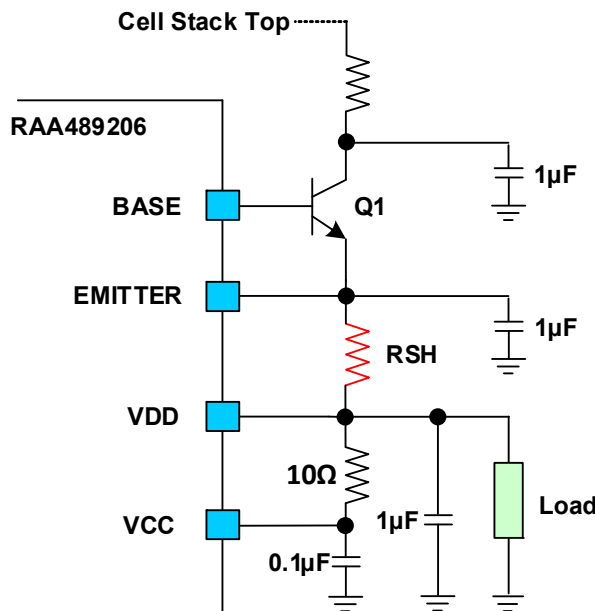 Cell Stack Top
RAA489206
1µF
BASE
Q1
EMITTER
1µF
RSH
VDD
10Ω
Load
VCC
1µF
0.1µF